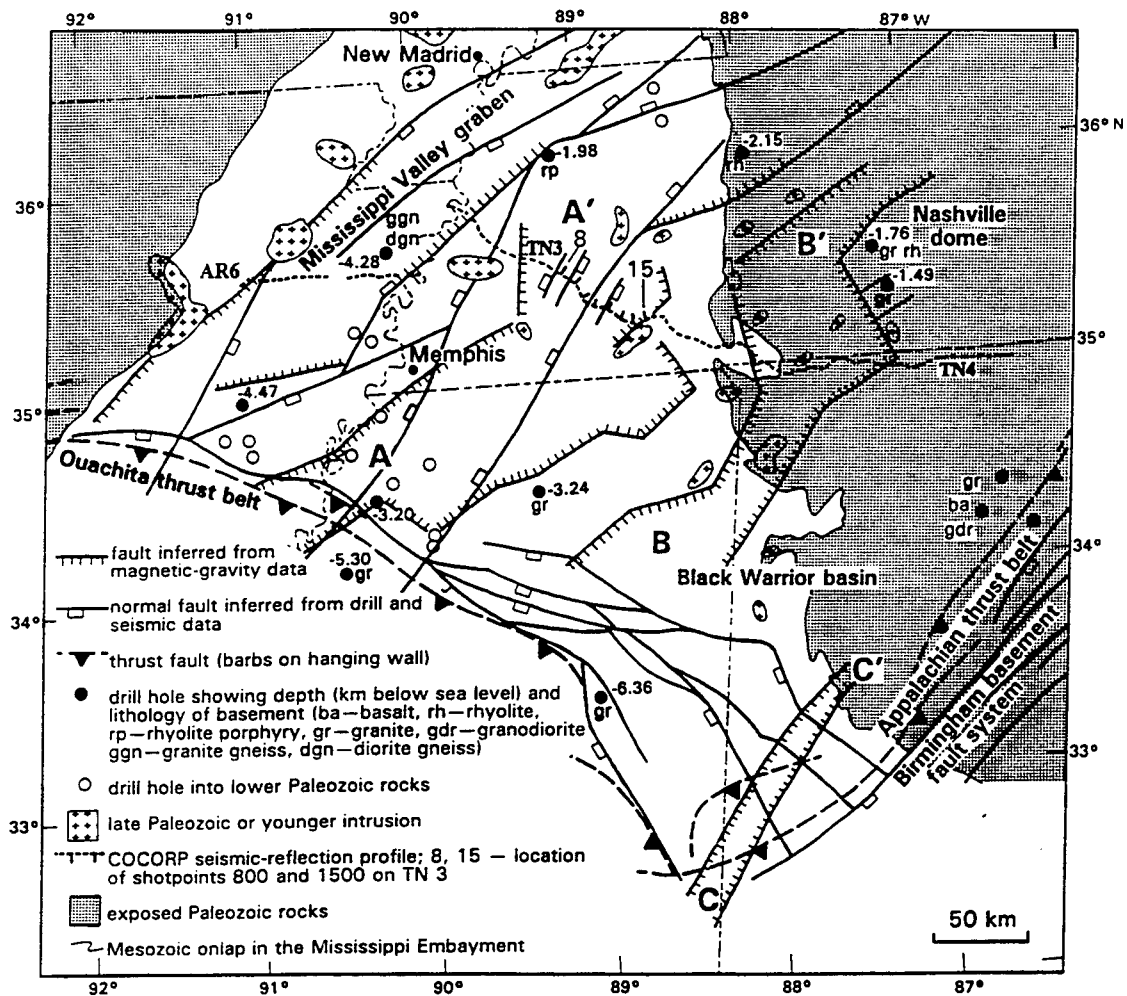 92°
91°
90°
89°
88°
87° W
New Madrid
Mississippi Valley graben
36° N
-1.98
rp
-2.15
rh
36°
A′
B′
Nashville
dome
-1.76
gr rh
-1.49
gr
ggn
dgn
-4.28
AR6
TN3
8
15
35°
Memphis
TN4
-4.47
35°
Ouachita thrust belt
A
-3.20
-3.24
gr
gr
ba
gdr
34°
B
Black Warrior basin
-5.30
gr
Appalachian thrust belt
Birmingham basement
fault system
fault inferred from
magnetic-gravity data
normal fault inferred from drill and
seismic data
34°
thrust fault (barbs on hanging wall)
C′
-6.36
gr
drill hole showing depth (km below sea level) and
lithology of basement (ba—basalt, rh—rhyolite,
rp—rhyolite porphyry, gr—granite, gdr—granodiorite
ggn—granite gneiss, dgn—diorite gneiss)
33°
drill hole into lower Paleozoic rocks
33°
late Paleozoic or younger intrusion
COCORP seismic-reflection profile; 8, 15 — location
of shotpoints 800 and 1500 on TN 3
C
exposed Paleozoic rocks
50 km
Mesozoic onlap in the Mississippi Embayment
92°
91°
90°
89°
88°
87°